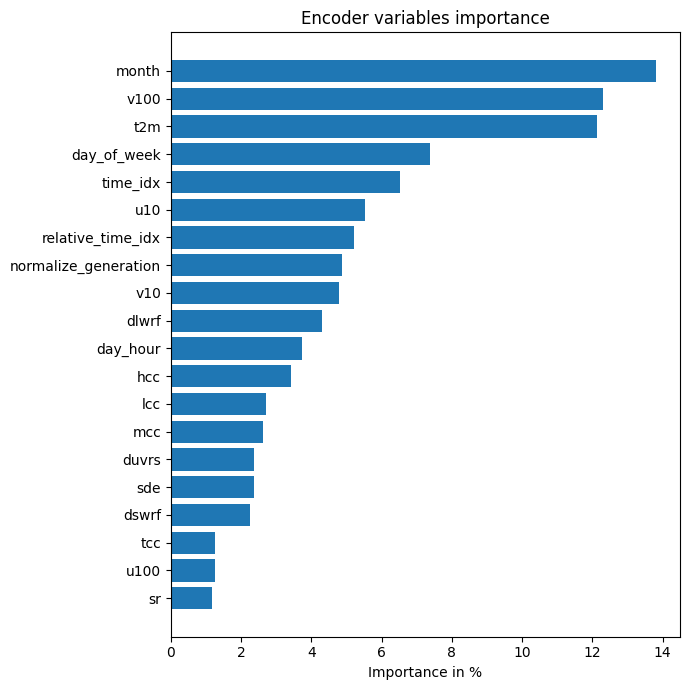 Encoder variables importance
month
v100
t2m
day_of_week
time_idx
u10
relative_time_idx
normalize_generation
v10
dlwrf
day_hour
hcc
lcc
mcc
duvrs
sde
dswrf
tcc
u100
sr
0 2 4 6 8 10 12 14
Importance in %